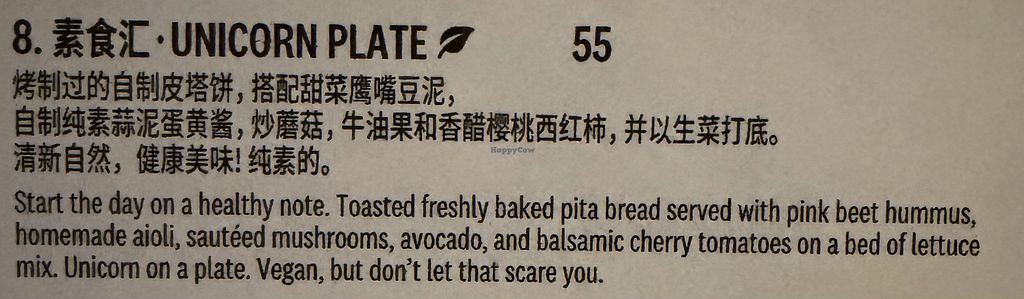 8. 素食汇·UNICORN PLATE 55
烤制过的自制皮塔饼, 搭配甜菜鹰嘴豆泥,
自制纯素蒜泥蛋黄酱, 炒蘑菇, 牛油果和香醋樱桃西红柿, 并以生菜打底。
HappyCow
清新自然, 健康美味! 纯素的。
Start the day on a healthy note. Toasted freshly baked pita bread served with pink beet hummus,
homemade aioli, sautéed mushrooms, avocado, and balsamic cherry tomatoes on a bed of lettuce
mix. Unicorn on a plate. Vegan, but don't let that scare you.